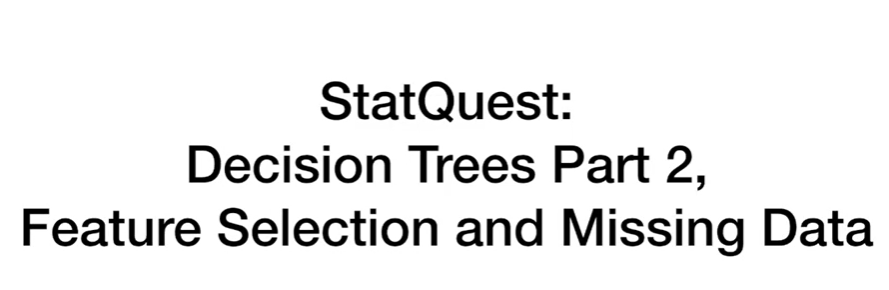 StatQuest:
Decision Trees Part 2,
Feature Selection and Missing Data